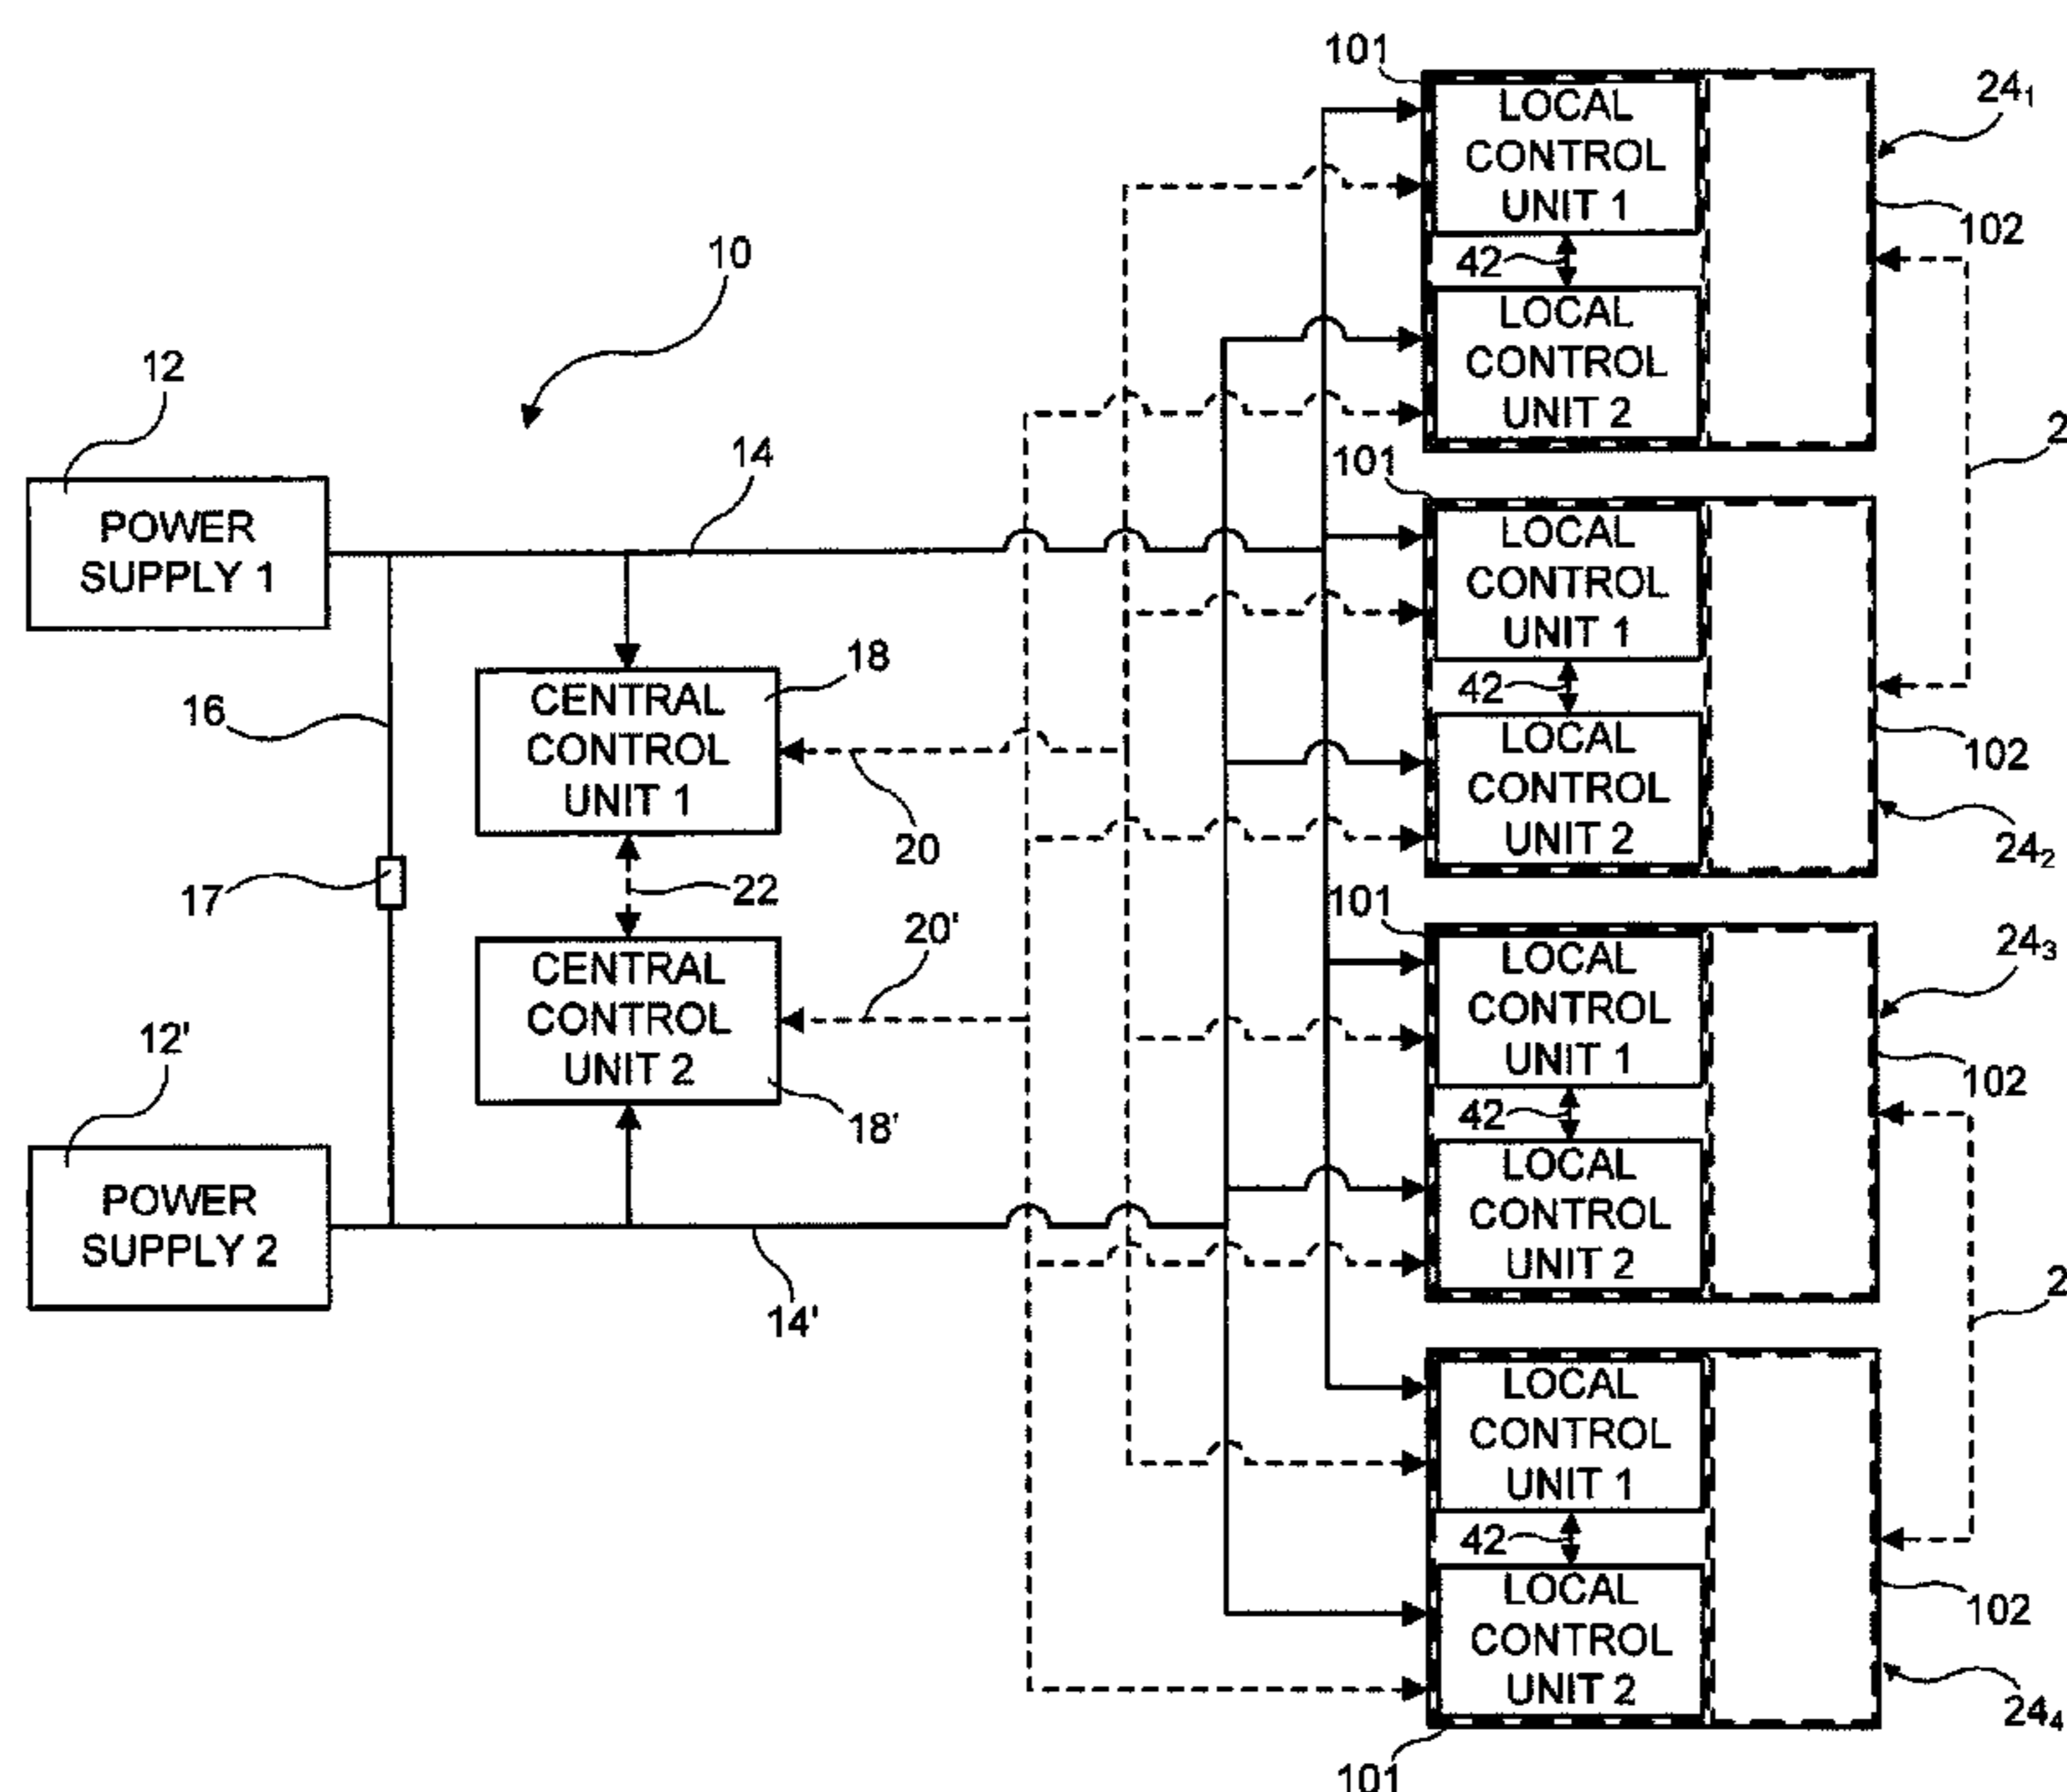 101
LOCAL
CONTROL
UNIT 1
24₁
102
42
LOCAL
CONTROL
UNIT 2
10
12
POWER
SUPPLY 1
14
101
LOCAL
CONTROL
UNIT 1
2
42
LOCAL
CONTROL
UNIT 2
102
24₂
16
17
CENTRAL
CONTROL
UNIT 1
18
20
22
CENTRAL
CONTROL
UNIT 2
20'
18'
12'
POWER
SUPPLY 2
14'
101
LOCAL
CONTROL
UNIT 1
24₃
102
42
LOCAL
CONTROL
UNIT 2
2
LOCAL
CONTROL
UNIT 1
42
LOCAL
CONTROL
UNIT 2
102
24₄
101